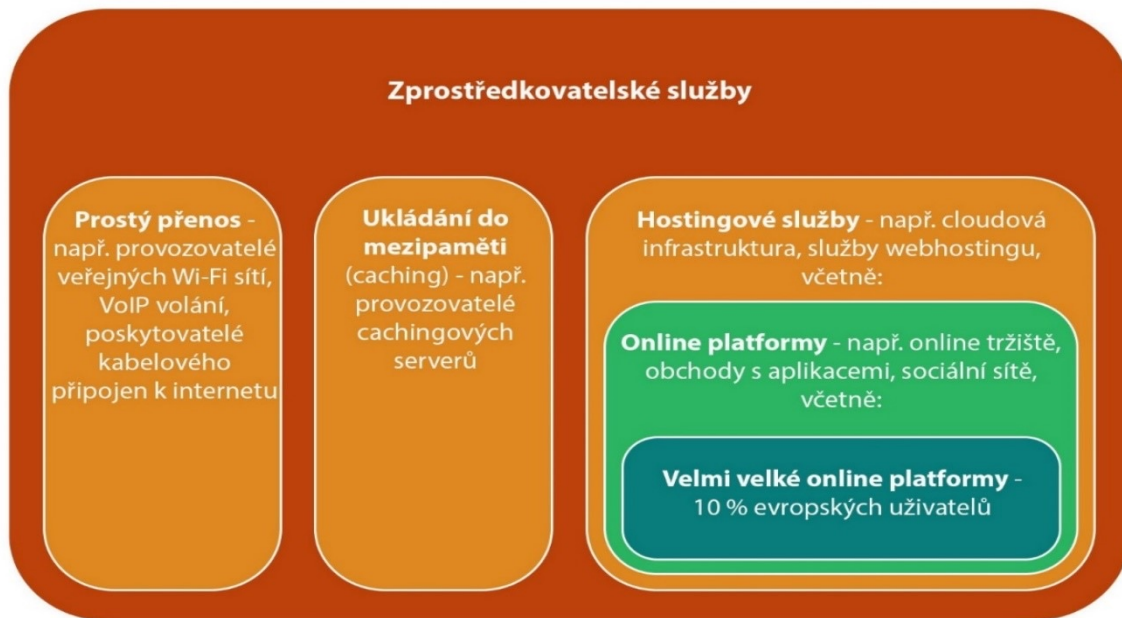 Zprostředkovatelské služby
Prostý přenos -
např. provozovatelé
veřejných Wi-Fi sítí,
VoIP volání,
poskytovatelé
kabelového
připojen k internetu
Ukládání do
mezipaměti
(caching) - např.
provozovatelé
cachingových
serverů
Hostingové služby - např. cloudová
infrastruktura, služby webhostingu,
včetně:
Online platformy - např. online tržiště,
obchody s aplikacemi, sociální sítě,
včetně:
Velmi velké online platformy -
10 % evropských uživatelů